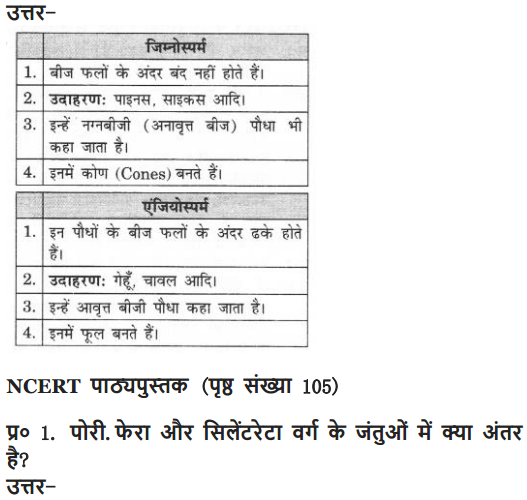 उत्तर–
जिम्नोस्पर्म
1. बीज फलों के अंदर बंद नहीं होते हैं।
2. उदाहरण: पाइनस, साइकस आदि।
3. इन्हें नग्नबीजी (अनावृत्त बीज) पौधा भी
कहा जाता है।
4. इनमें कोण (Cones) बनते हैं।
एंजियोस्पर्म
1. इन पौधों के बीज फलों के अंदर ढके होते
हैं।
2. उदाहरण: गेहूँ, चावल आदि।
3. इन्हें आवृत्त बीजी पौधा कहा जाता है।
4. इनमें फूल बनते हैं।
NCERT पाठ्यपुस्तक (पृष्ठ संख्या 105)
प्र० 1. पोरी.फेरा और सिलेंटरेटा वर्ग के जंतुओं में क्या अंतर
है?
उत्तर–